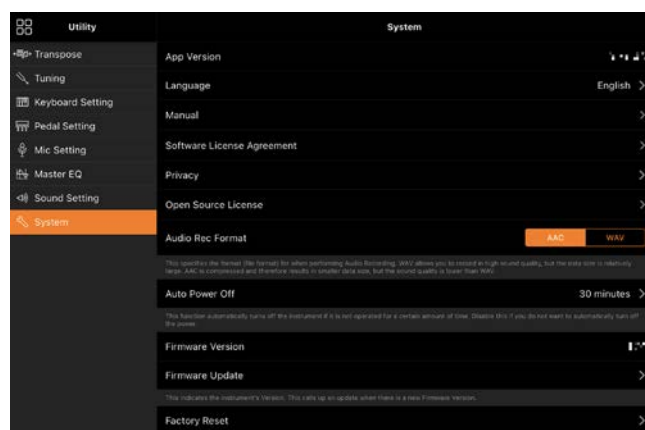 Utility
System
Transpose
Tuning
Keyboard Setting
Pedal Setting
Mic Setting
Master EQ
Sound Setting
System
App Version
Language English
Manual
Software License Agreement
Privacy
Open Source License
Audio Rec Format AAC WAV
This specifies the format (file format) for when performing Audio Recording. WAV allows you to record in high sound quality, but the data size is relatively
large. AAC is compressed and therefore results in smaller data size, but the sound quality is lower than WAV.
Auto Power Off 30 minutes
This function automatically turns off the instrument if it is not operated for a certain amount of time. Disable this if you do not want to automatically turn off
the power.
Firmware Version
Firmware Update
This indicates the instrument's Version. This calls up an update when there is a new Firmware version.
Factory Reset